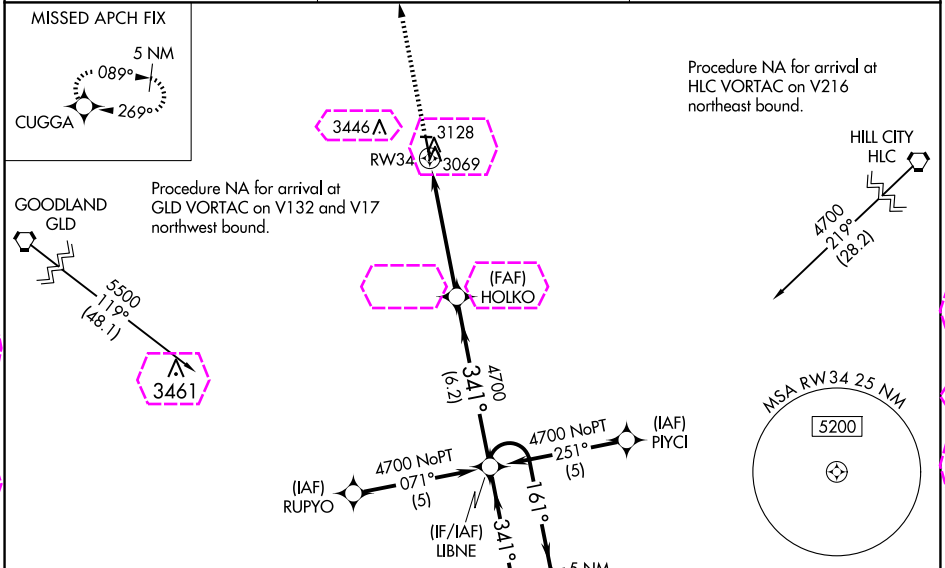 MISSED APCH FIX
5 NM
089°
269°
CUGGA
3446
3128
RW34
3069
Procedure NA for arrival at
HLC VORTAC on V216
northeast bound.
HILL CITY
HLC
4700
219°
(28.2)
Procedure NA for arrival at
GLD VORTAC on V132 and V17
northwest bound.
GOODLAND
GLD
5500
119°
(48.1)
3461
(FAF)
HOLKO
4700
341°
(6.2)
MSA RW34 25 NM
5200
(IAF)
PIYCI
4700 NoPT
251°
(5)
4700 NoPT
071°
(5)
(IAF)
RUPYO
(IF/IAF)
LIBNE
341°
161°
5 NM